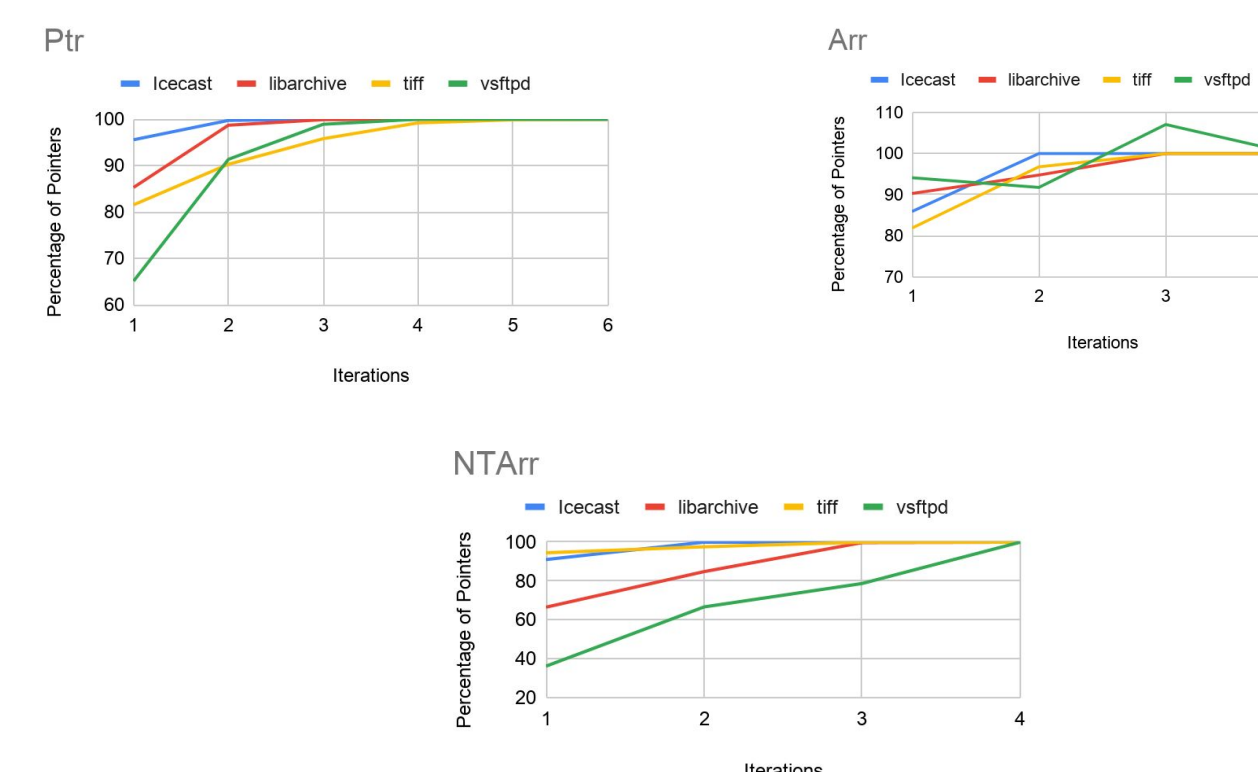 Ptr
Icecast libarchive tiff vsftpd
Percentage of Pointers
100
90
80
70
60
1 2 3 4 5 6
Iterations
Arr
Icecast libarchive tiff vsftpd
Percentage of Pointers
110
100
90
80
70
1 2 3
Iterations
NTArr
Icecast libarchive tiff vsftpd
Percentage of Pointers
100
80
60
40
20
1 2 3 4
Iterations